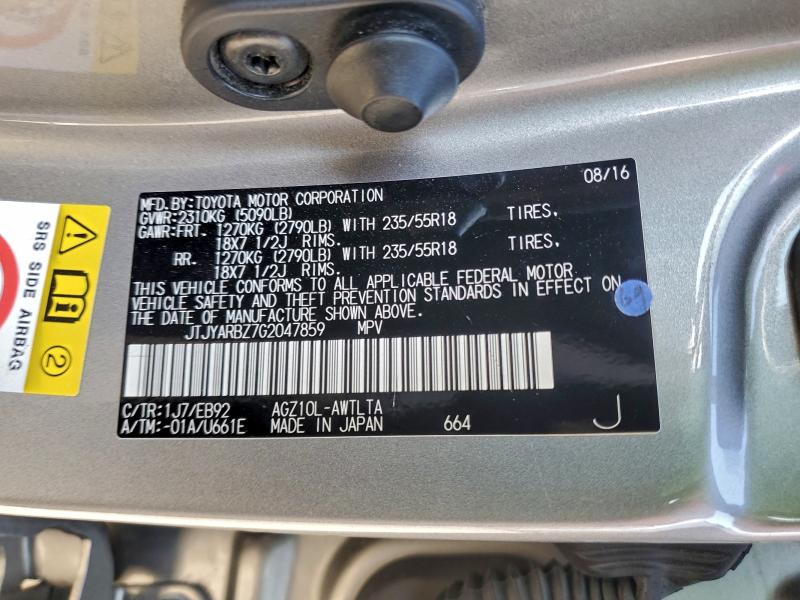 08/16
MFD. BY:TOYOTA MOTOR CORPORATION
GVWR:2310KG (5090LB)
GAWR:FRT. 1270KG (2790LB) WITH 235/55R18 TIRES,
18X7 1/2J RIMS.
RR. 1270KG (2790LB) WITH 235/55R18 TIRES,
18X7 1/2J RIMS.
THIS VEHICLE CONFORMS TO ALL APPLICABLE FEDERAL MOTOR
VEHICLE SAFETY AND THEFT PREVENTION STANDARDS IN EFFECT ON
THE DATE OF MANUFACTURE SHOWN ABOVE.
JTJYARBZ7G2047859 MPV
C/TR:1J7/EB92 AGZ10L-AWTLTA
A/TM:-01A/U661E MADE IN JAPAN 664 J
SRS SIDE AIRBAG
2